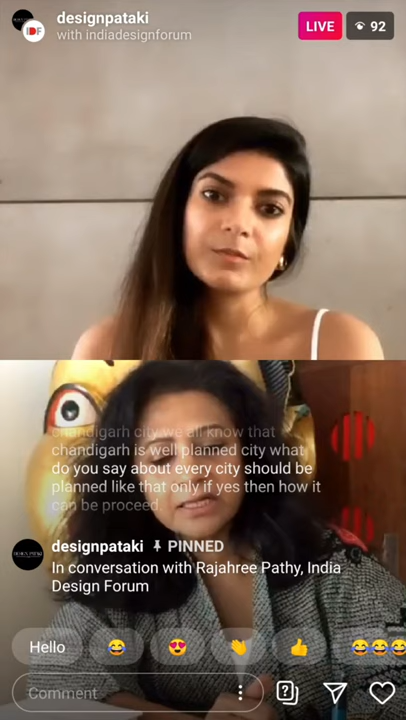 designpataki
with indiadesignforum
LIVE
92
IDF
chandigarh city we all know that
chandigarh is well planned city what
do you say about every city should be
planned like that only if yes then how it
can be proceed.
designpataki PINNED
In conversation with Rajahree Pathy, India
Design Forum
Hello
Comment